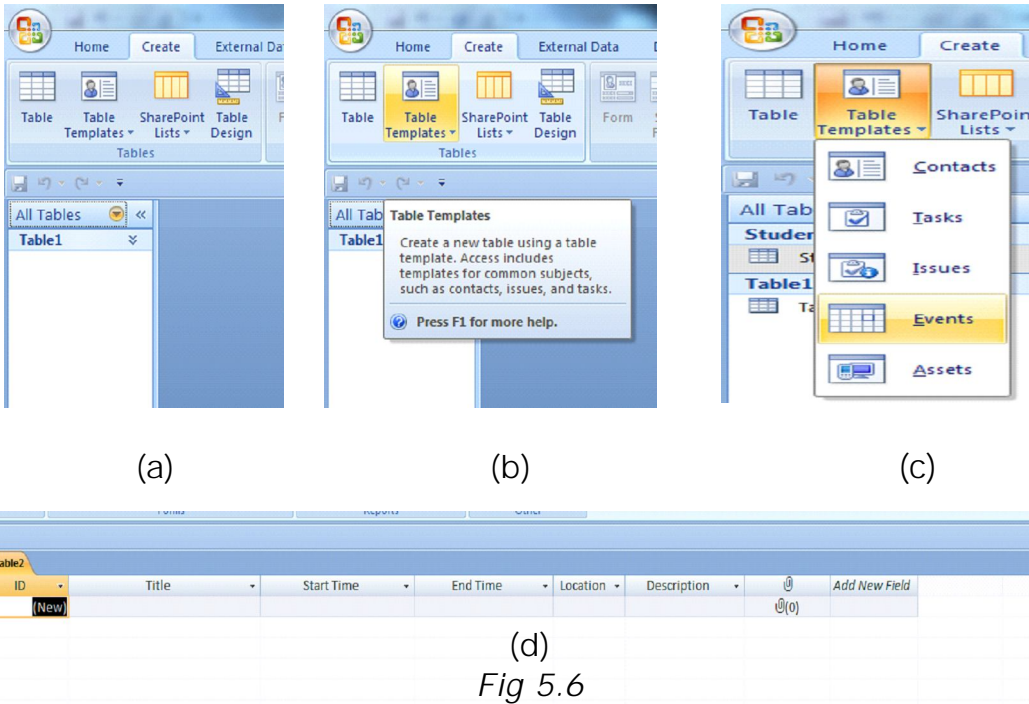 Home Create External Da
Table Table Templates SharePoint Lists Table Design F
Tables
All Tables «
Table1
(a)
Home Create External Data
Table Table Templates SharePoint Lists Table Design Form
Tables
All Tab
Table1
Table Templates
Create a new table using a table
template. Access includes
templates for common subjects,
such as contacts, issues, and tasks.
Press F1 for more help.
(b)
Home Create
Table Table Templates SharePoin Lists
Contacts
Tasks
Issues
Events
Assets
All Tab
Studen
St
Table1
Ta
(c)
able2
ID Title Start Time End Time Location Description Add New Field
(New) (0)
(d)
Fig 5.6